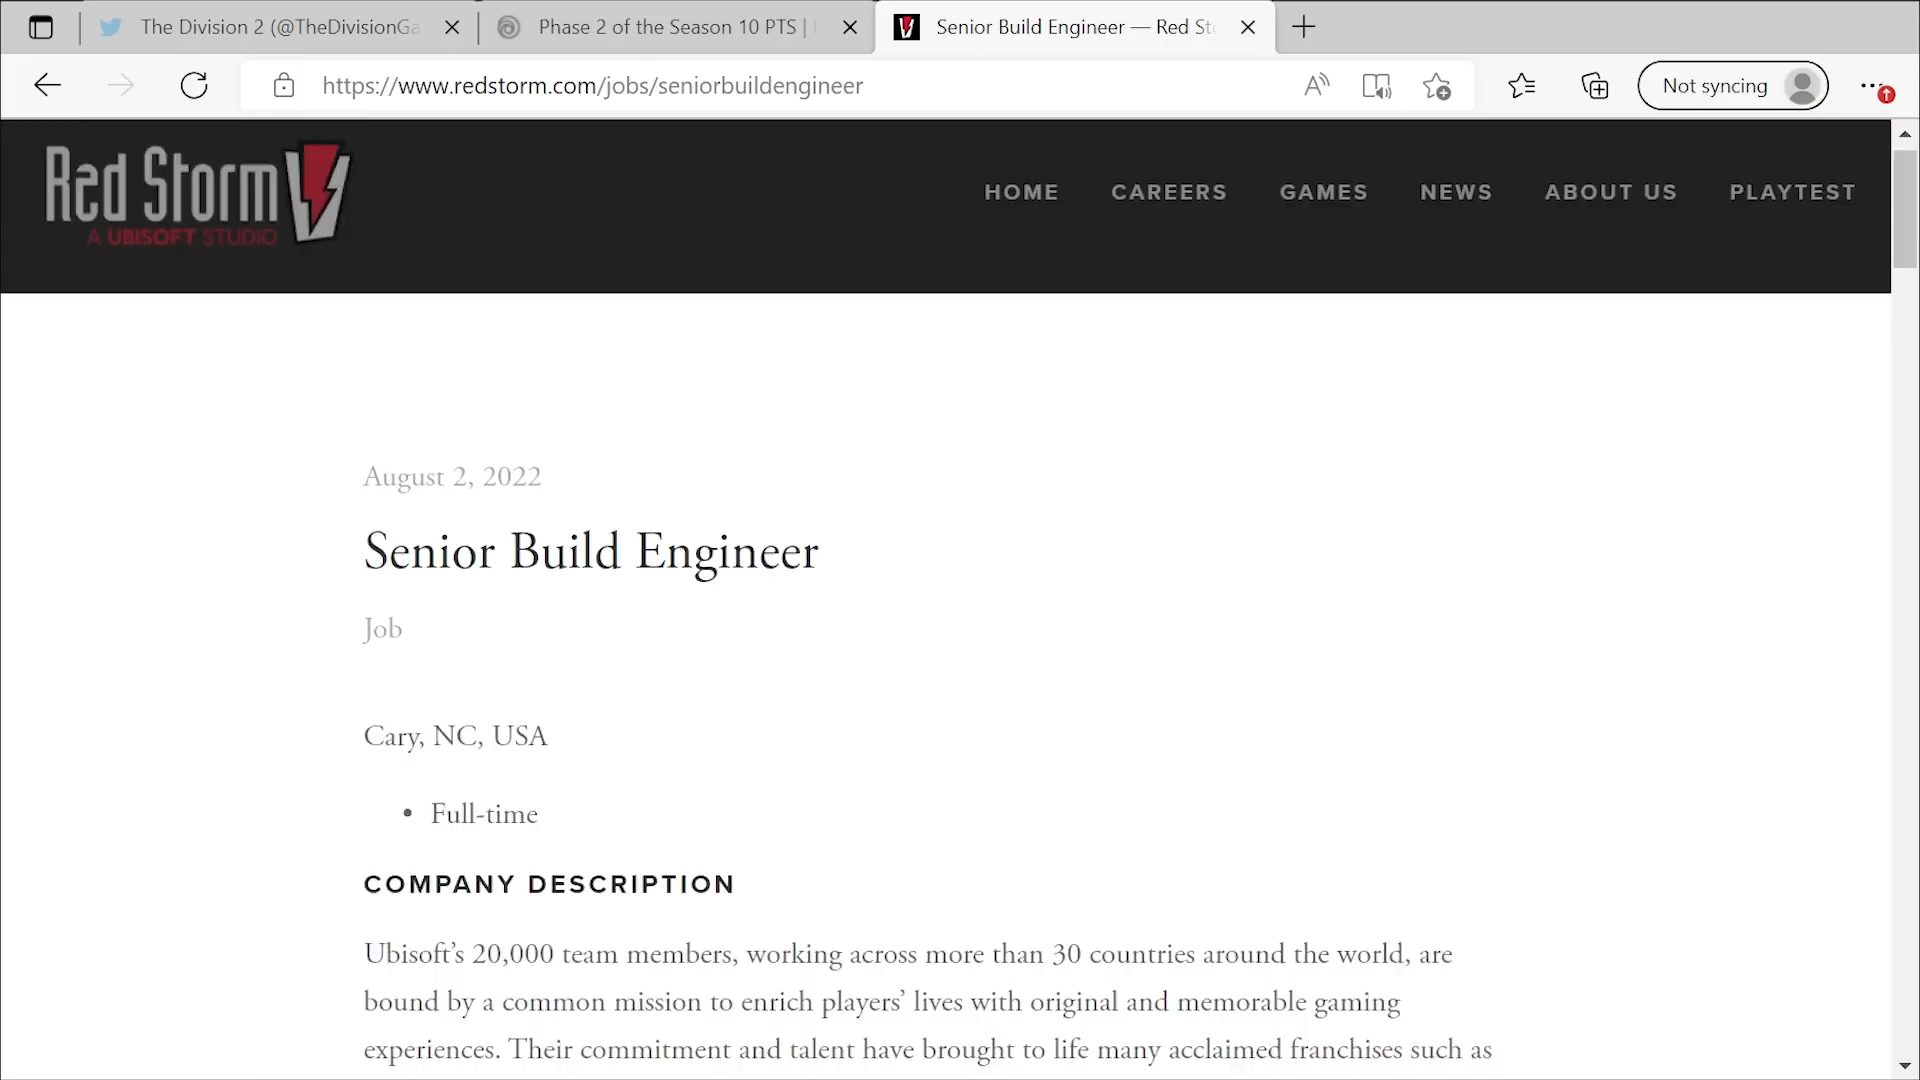 The Division 2 (@TheDivisionGa
Phase 2 of the Season 10 PTS |
Senior Build Engineer — Red St
https://www.redstorm.com/jobs/seniorbuildengineer
Not syncing
Red Storm
A UBISOFT STUDIO
HOME
CAREERS
GAMES
NEWS
ABOUT US
PLAYTEST
August 2, 2022
Senior Build Engineer
Job
Cary, NC, USA
• Full-time
COMPANY DESCRIPTION
Ubisoft’s 20,000 team members, working across more than 30 countries around the world, are
bound by a common mission to enrich players’ lives with original and memorable gaming
experiences. Their commitment and talent have brought to life many acclaimed franchises such as